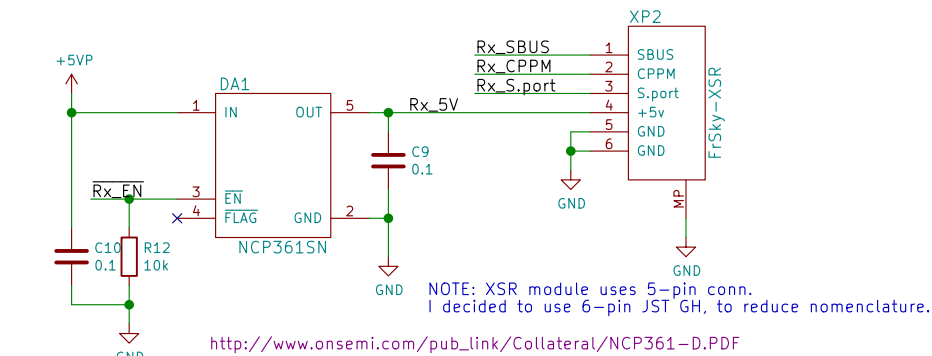 XP2
+5VP
DA1
Rx_SBUS 1 SBUS
Rx_CPPM 2 CPPM
Rx_S.port 3 S.port
1 IN OUT 5 Rx_5V 4 +5v
5 GND
6 GND
FrSky-XSR
C9
0.1
Rx_EN 3 EN
4 FLAG GND 2
MP
GND
NCP361SN
C10 R12
0.1 10k
GND
GND
NOTE: XSR module uses 5-pin conn.
I decided to use 6-pin JST GH, to reduce nomenclature.
http://www.onsemi.com/pub_link/Collateral/NCP361-D.PDF
GND